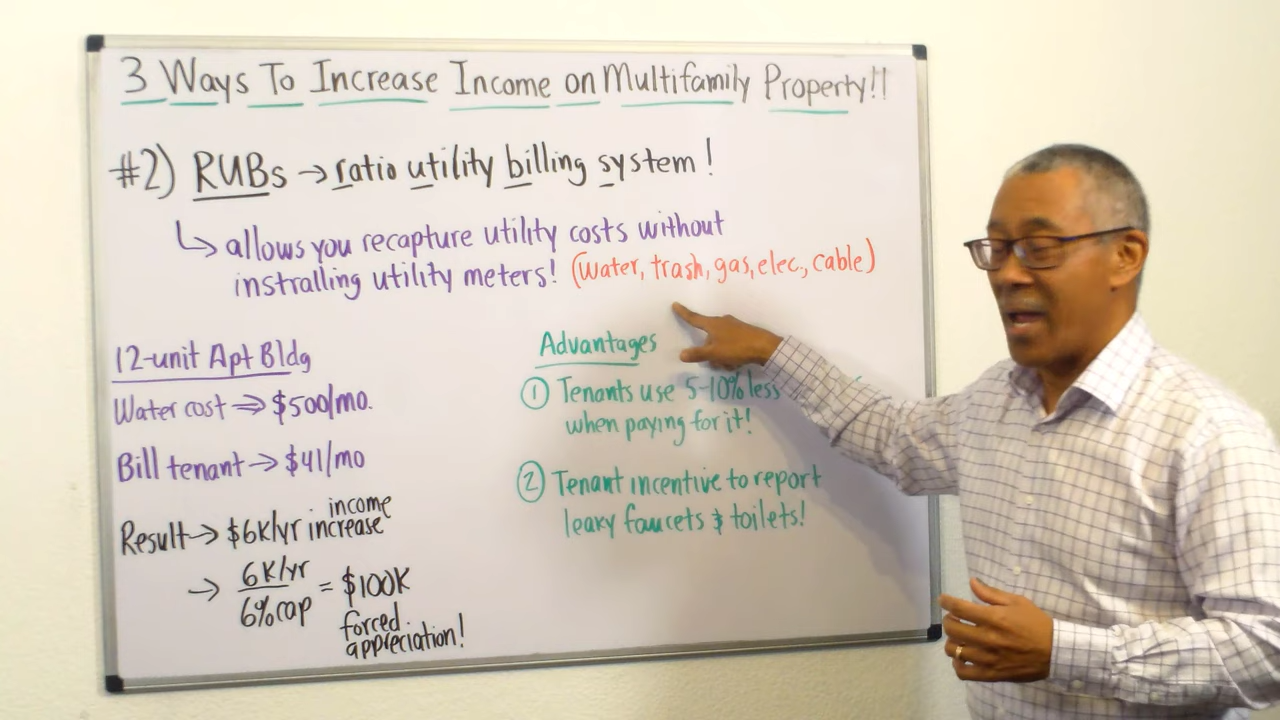 3 Ways To Increase Income on Multifamily Property!!
#2) RUBs → ratio utility billing system!
↳ allows you recapture utility costs without
instralling utility meters! (water, trash, gas, elec, cable)
12-unit Apt Bldg
Water cost ⇒ $500/mo.
Bill tenant → $41/mo
Result → $6K/yr income increase
→ 6K/yr / 6% cap = $100K
forced
appreciation!
Advantages
① Tenants use 5-10% less
when paying for it!
② Tenant incentive to report
leaky faucets & toilets!